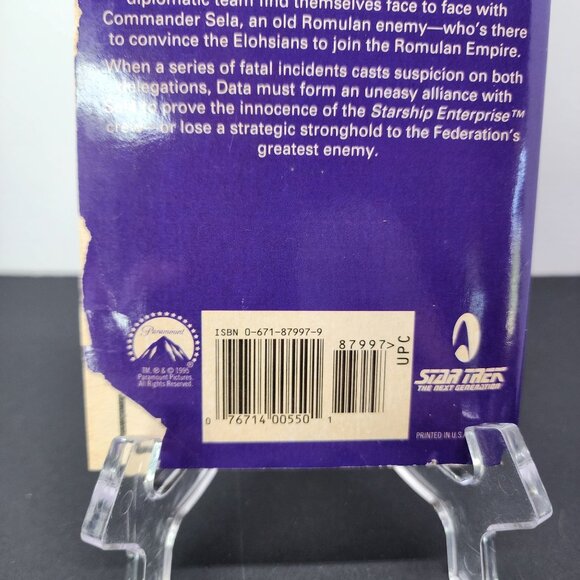 diplomatic team find themselves face to face with
Commander Sela, an old Romulan enemy—who's there
to convince the Elohsians to join the Romulan Empire.
When a series of fatal incidents casts suspicion on both
delegations, Data must form an uneasy alliance with
to prove the innocence of the Starship Enterprise™
or lose a strategic stronghold to the Federation's
greatest enemy.
Paramount
TM, ® & © 1995
Paramount Pictures.
All Rights Reserved.
ISBN 0-671-87997-9
87997>
UPC
0 76714 00550 1
STAR TREK
THE NEXT GENERATION
PRINTED IN U.S.